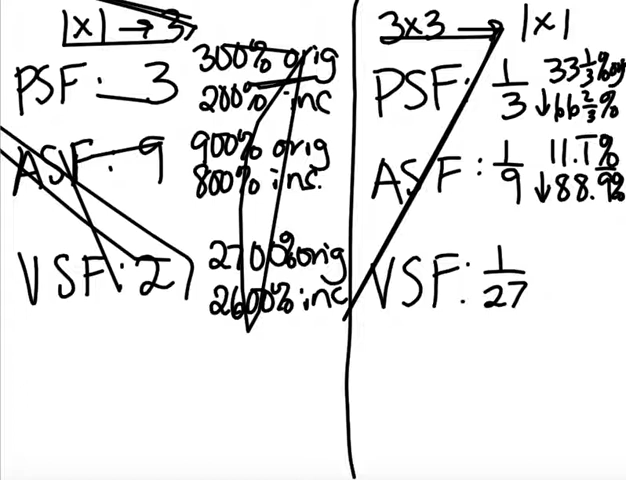 1x1 → 3
PSF: 3 300% orig
200% inc
ASF: 9 900% orig
800% inc.
VSF: 27 2700% orig
2600% inc
3x3 → 1x1
PSF: 1/3 33 1/3%
↓66 2/3%
ASF: 1/9 11.1%
↓88.9%
VSF: 1/27